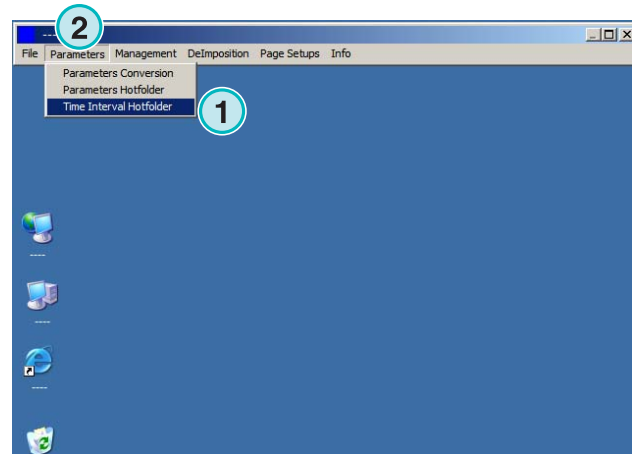 ----
2
File Parameters Management DeImposition Page Setups Info
Parameters Conversion
Parameters Hotfolder
Time Interval Hotfolder
1
----
----
----